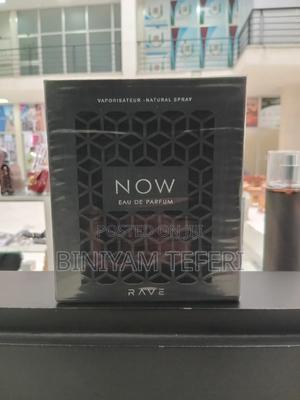 VAPORISATEUR - NATURAL SPRAY
NOW
EAU DE PARFUM
POSTED ON Jiji
BINIYAM TEFERI
RAVE